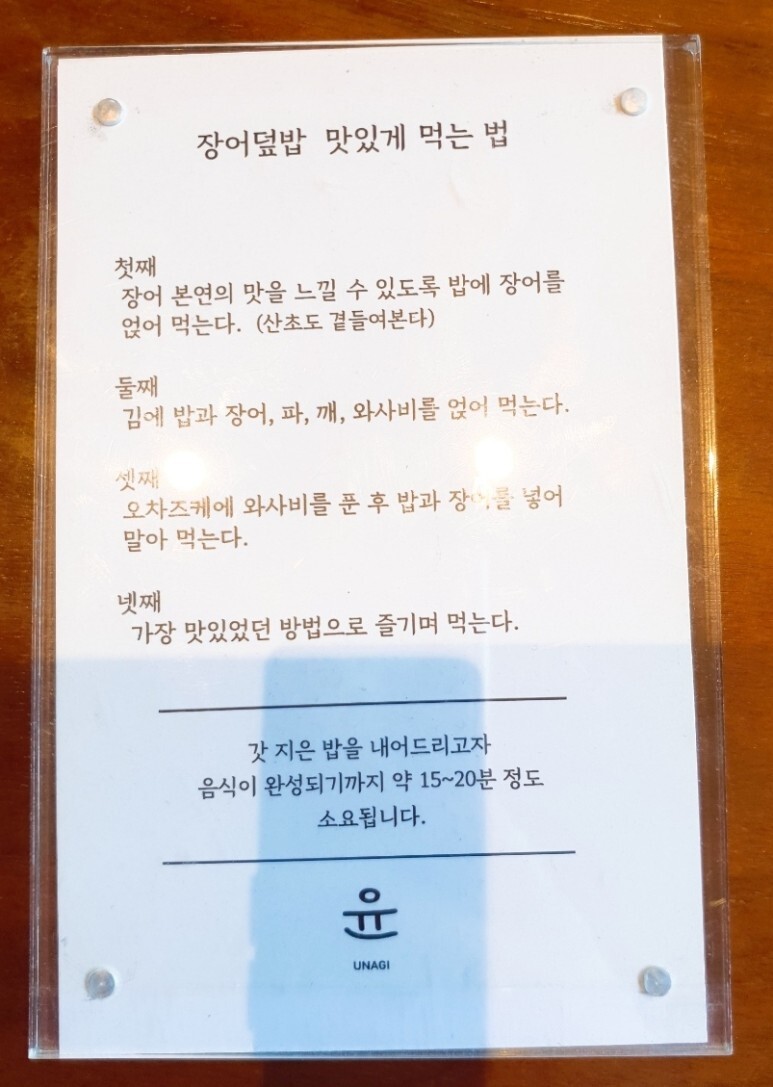 장어덮밥 맛있게 먹는 법
첫째
장어 본연의 맛을 느낄 수 있도록 밥에 장어를
얹어 먹는다. (산초도 곁들여본다)
둘째
김에 밥과 장어, 파, 깨, 와사비를 얹어 먹는다.
셋째
오차즈케에 와사비를 푼 후 밥과 장어를 넣어
말아 먹는다.
넷째
가장 맛있었던 방법으로 즐기며 먹는다.
갓 지은 밥을 내어드리고자
음식이 완성되기까지 약 15~20분 정도
소요됩니다.
유
UNAGI